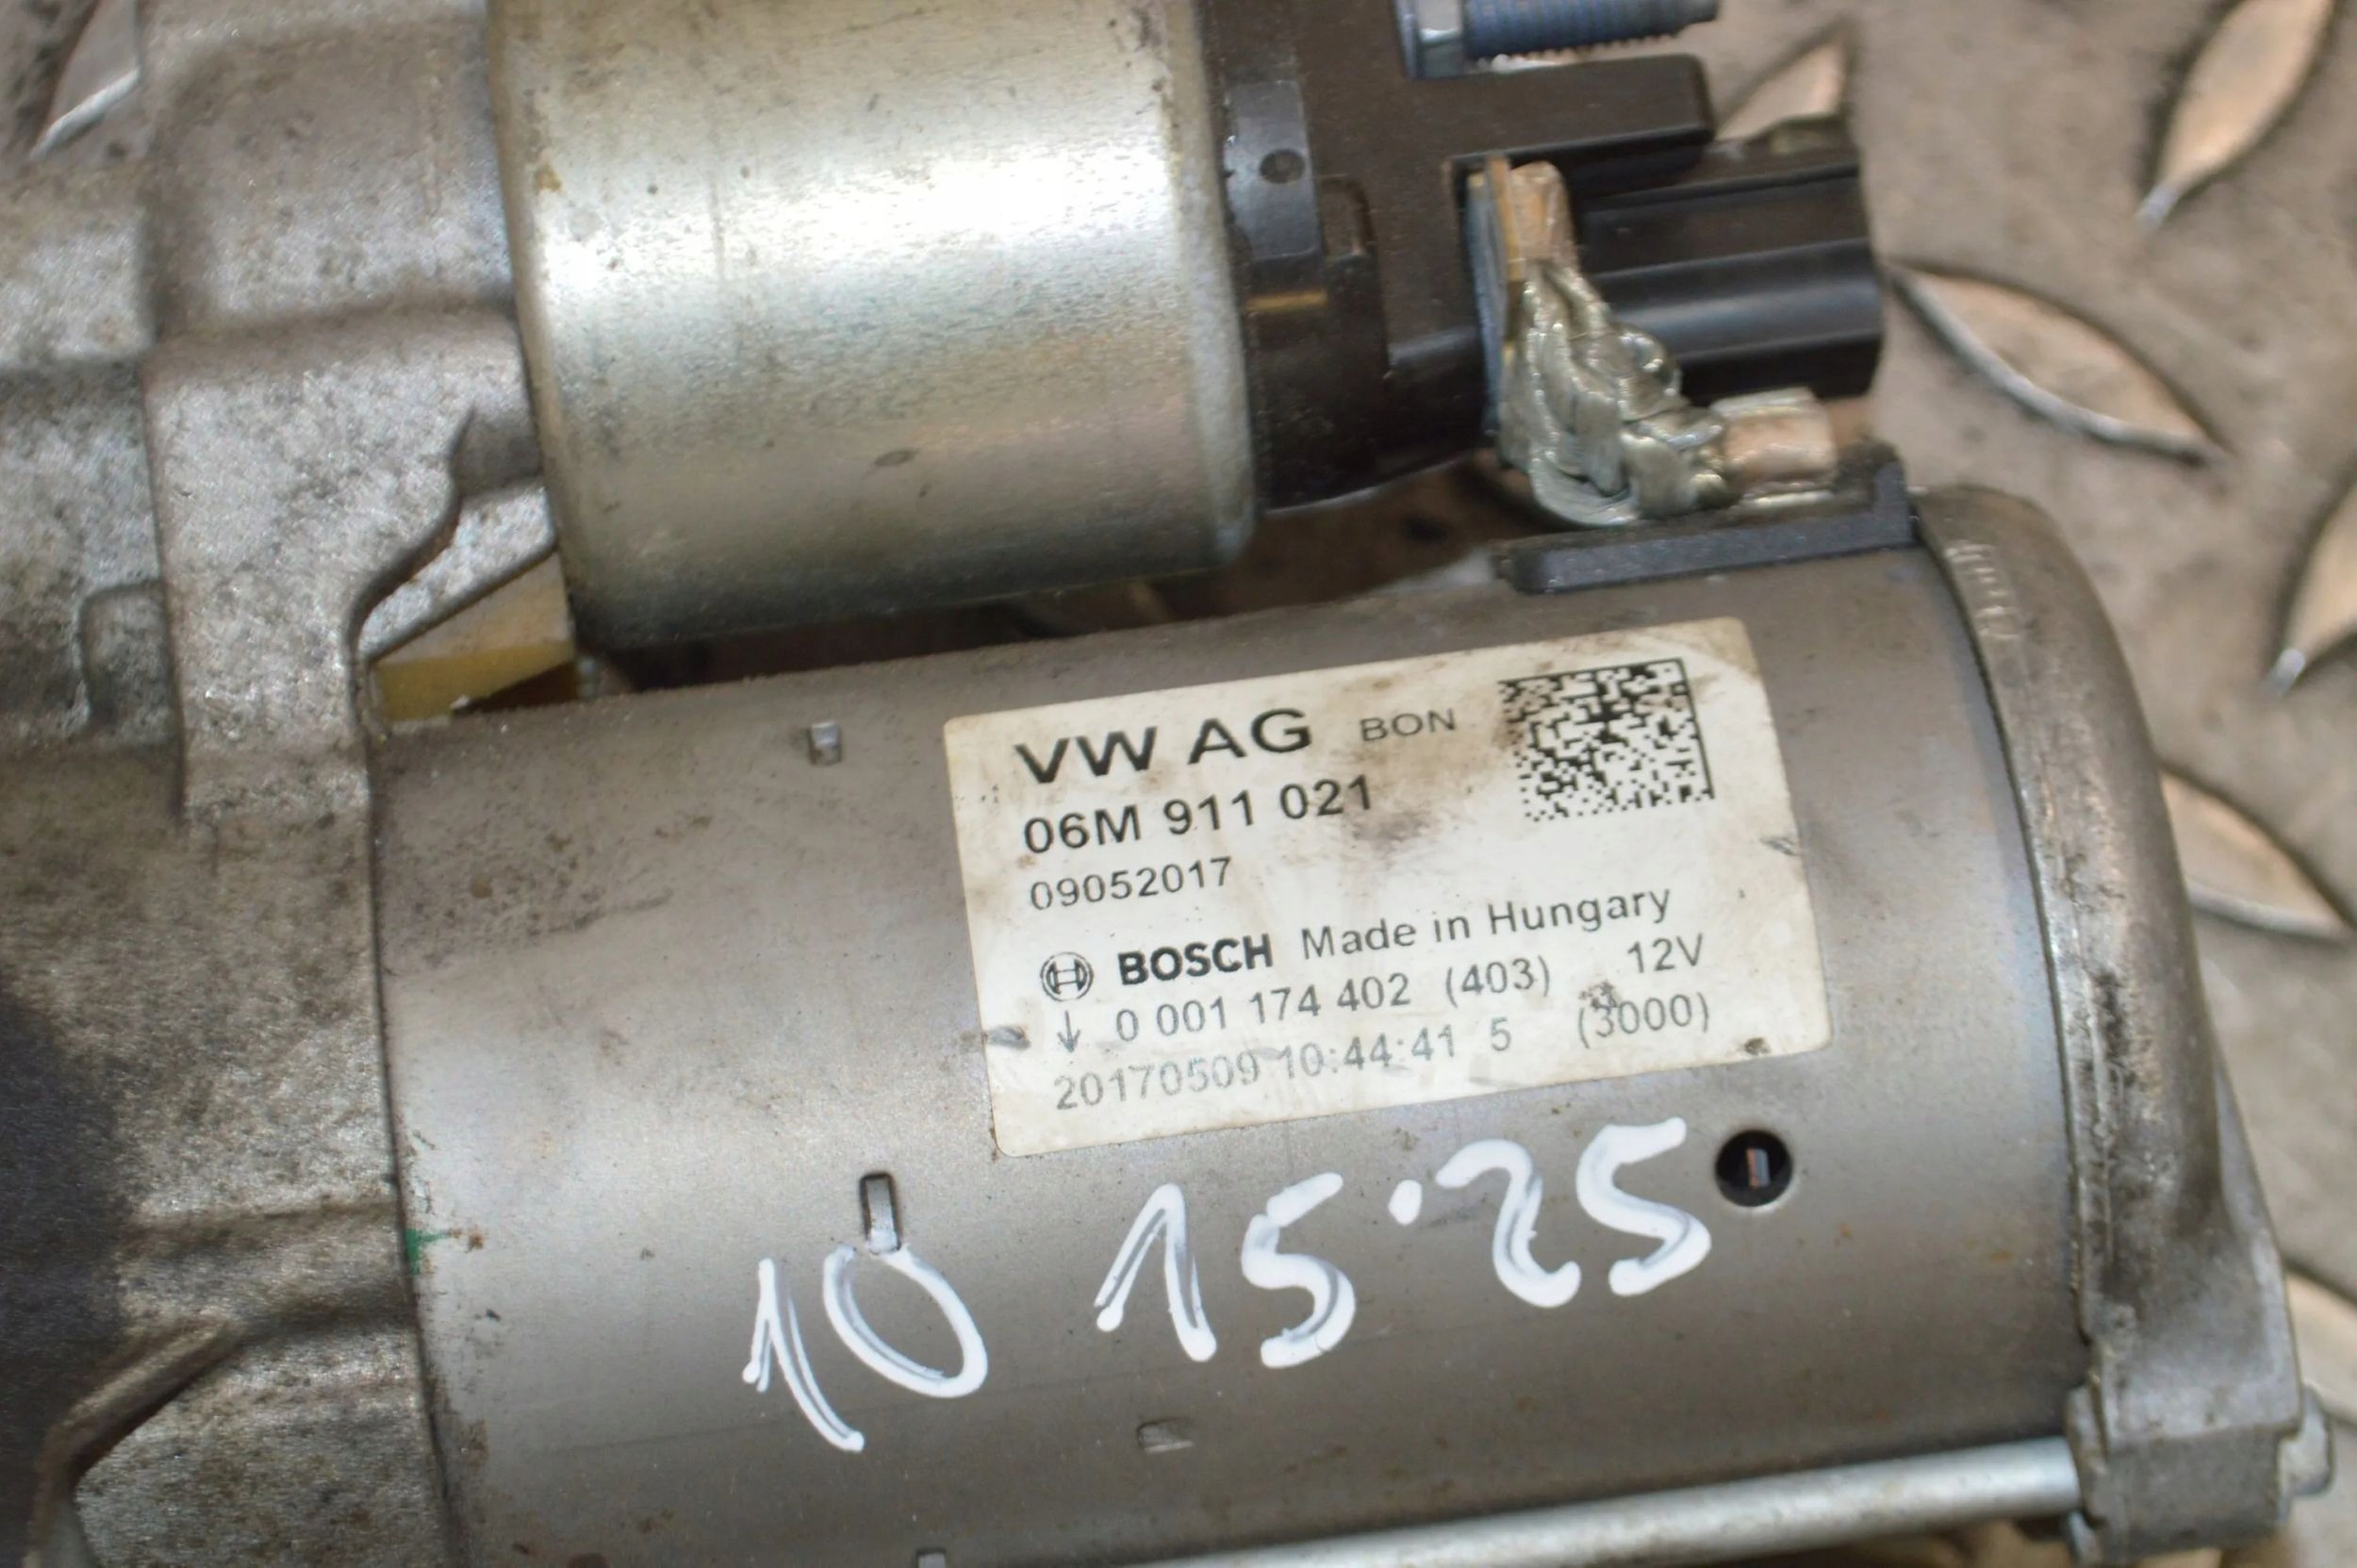 VW AG BON
06M 911 021
09052017
BOSCH Made in Hungary
↓ 0 001 174 402 (403) 12V
20170509 10:44:41 5 (3000)
10 15·25